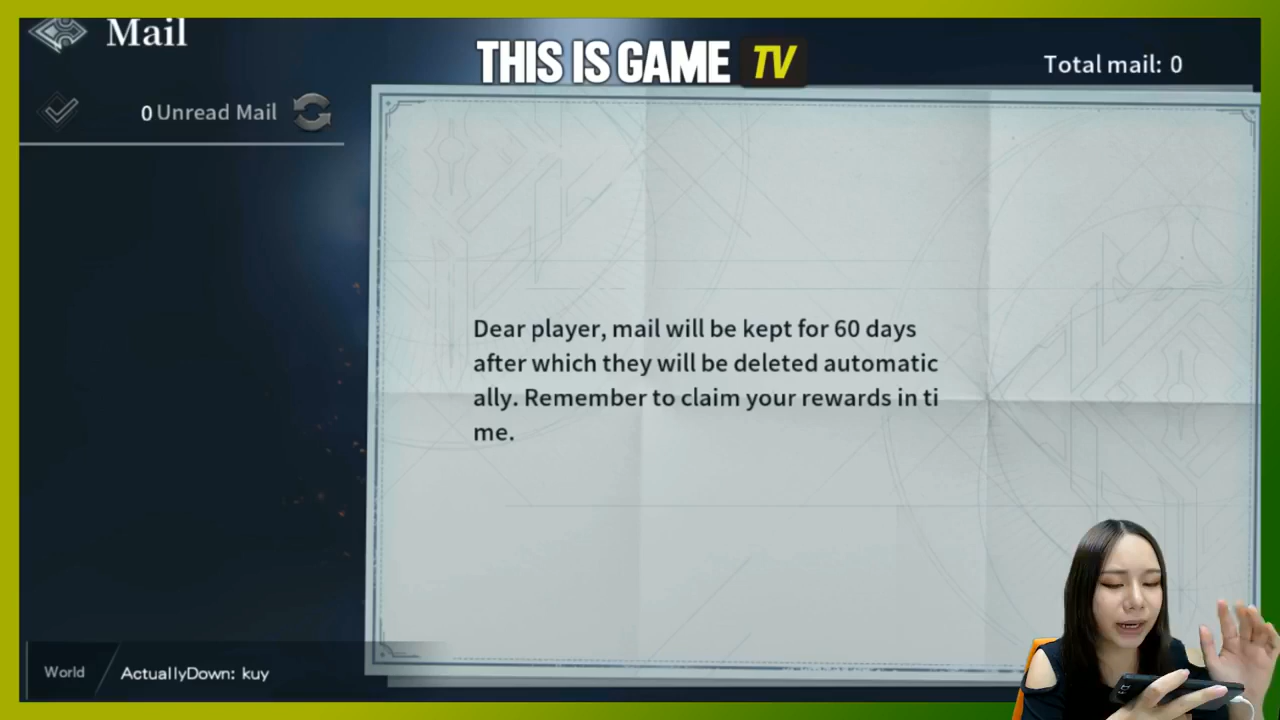 Mail
THIS IS GAME TV
Total mail: 0
0 Unread Mail
Dear player, mail will be kept for 60 days
after which they will be deleted automatic
ally. Remember to claim your rewards in ti
me.
World
ActuallyDown: kuy